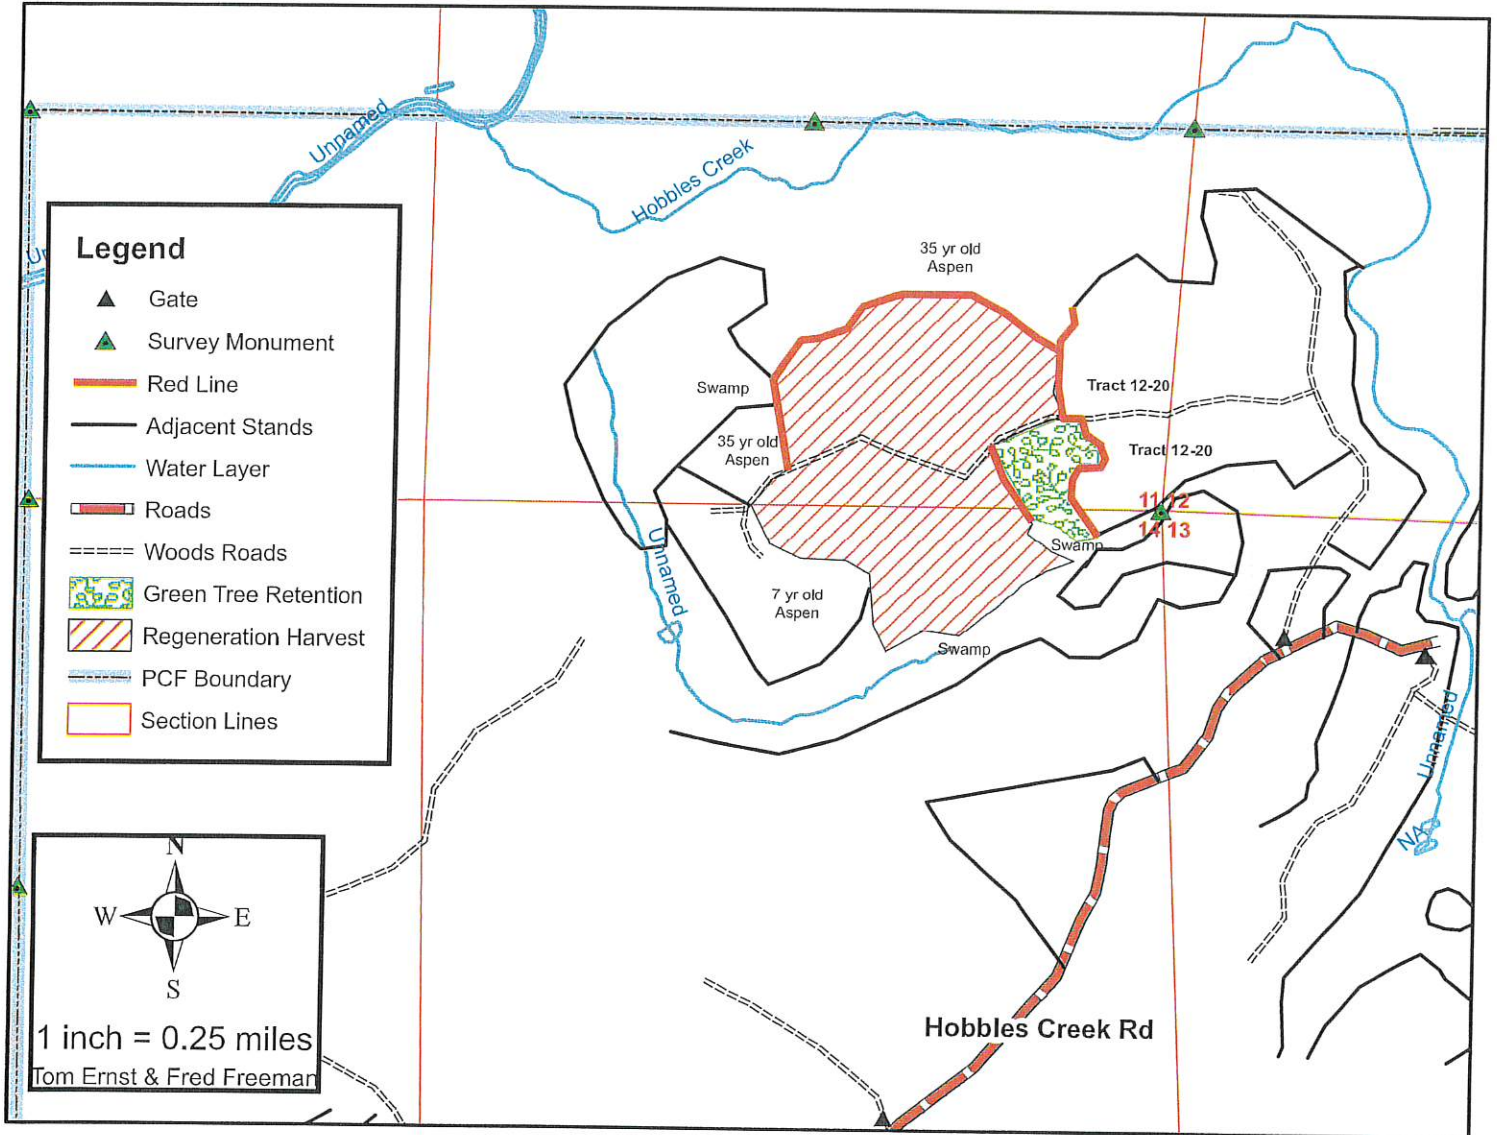 Unnamed
Hobbles Creek
35 yr old
Aspen
Legend
Gate
Survey Monument
Red Line
Adjacent Stands
Water Layer
Roads
Woods Roads
Green Tree Retention
Regeneration Harvest
PCF Boundary
Section Lines
Swamp
Tract 12-20
35 yr old
Aspen
Tract 12-20
11 12
14 13
Swamp
Unnamed
7 yr old
Aspen
Swamp
Unnamed
NA
N
W E
S
1 inch = 0.25 miles
Tom Ernst & Fred Freeman
Hobbles Creek Rd